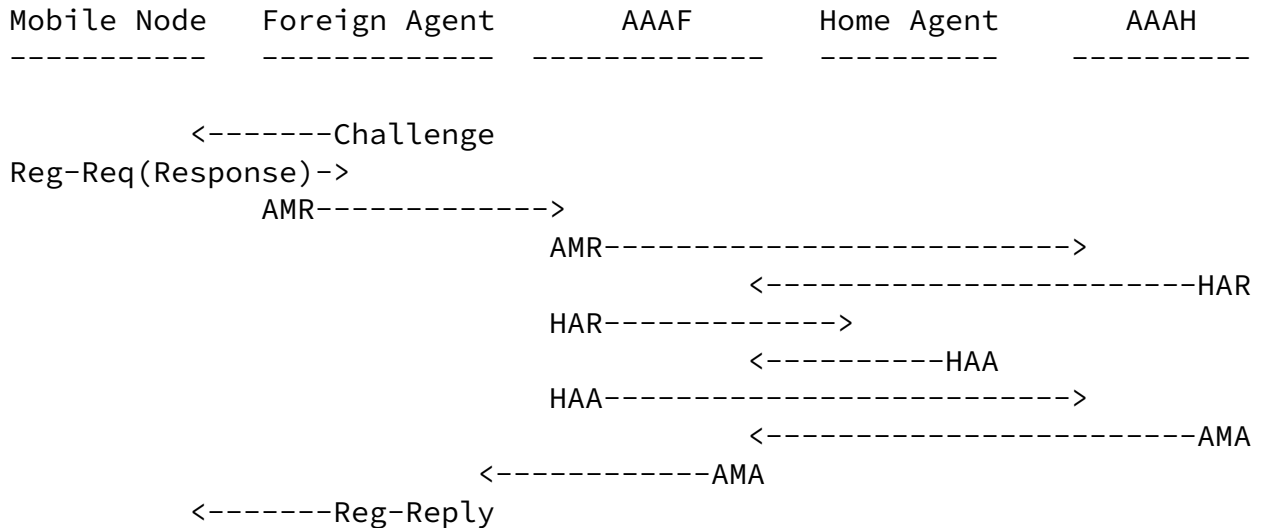 Mobile Node   Foreign Agent       AAAF      Home Agent      AAAH
-----------   -------------  -------------  ----------    ----------
          <-------Challenge
Reg-Req(Response)->
              AMR------------->
                              AMR-------------------------->
                                         <------------------------HAR
                              HAR------------->
                                         <----------HAA
                              HAA-------------------------->
                                         <------------------------AMA
                          <------------AMA
          <-------Reg-Reply